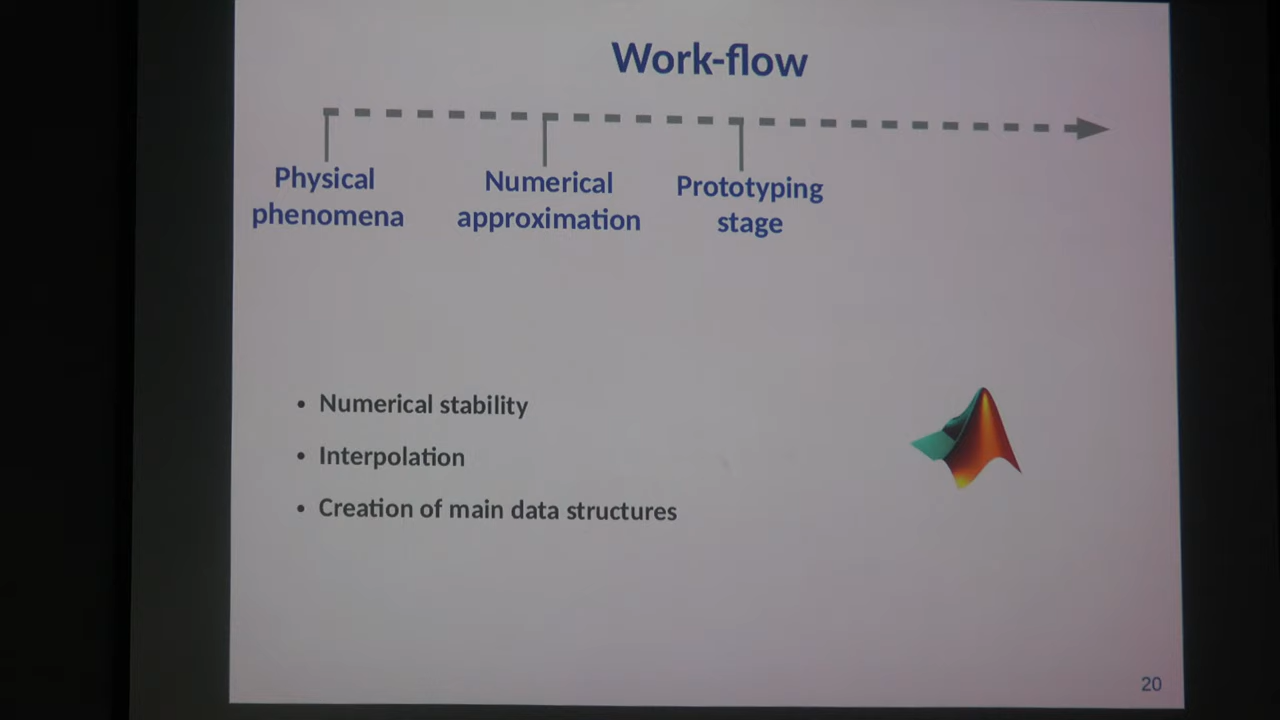 Work-flow
Physical
phenomena
Numerical
approximation
Prototyping
stage
• Numerical stability
• Interpolation
• Creation of main data structures
20